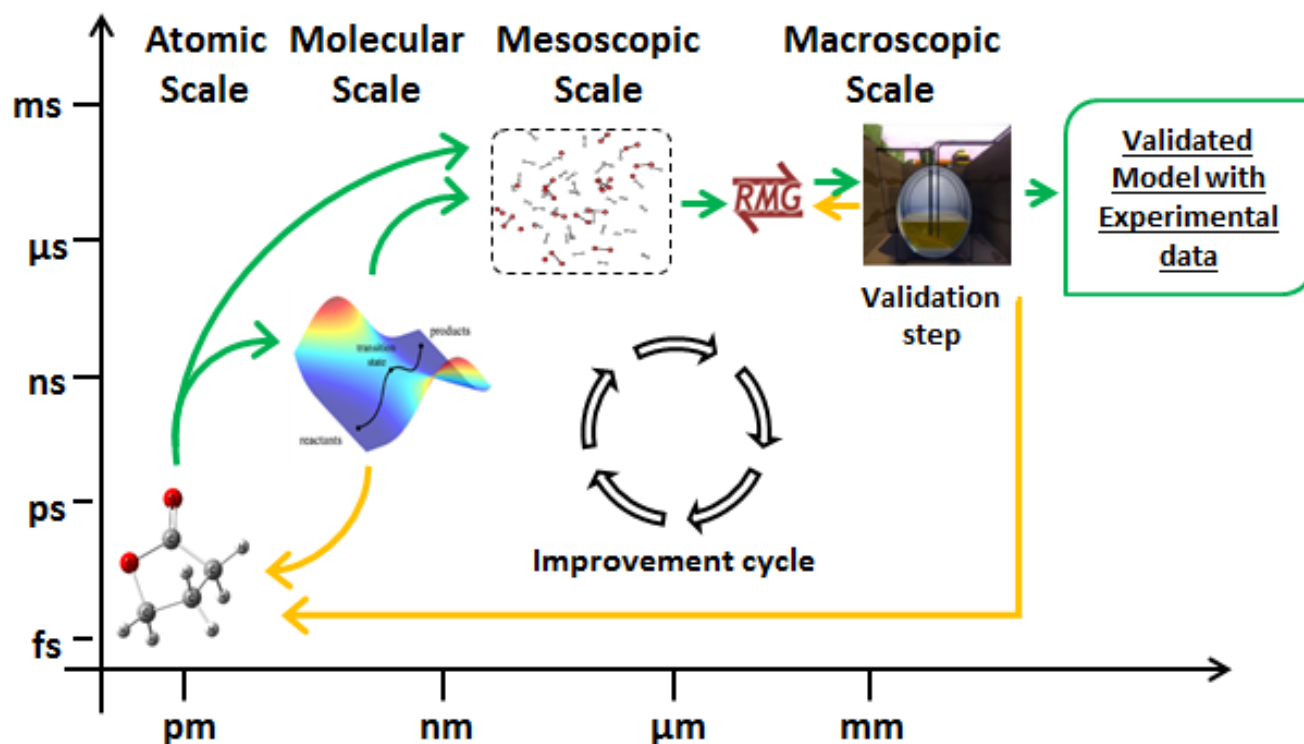 Atomic Scale
Molecular Scale
Mesoscopic Scale
Macroscopic Scale
ms
μs
ns
ps
fs
RMG
Validated
Model with
Experimental
data
Validation
step
products
transition
state
reactants
Improvement cycle
C
C
C
C
pm
nm
μm
mm